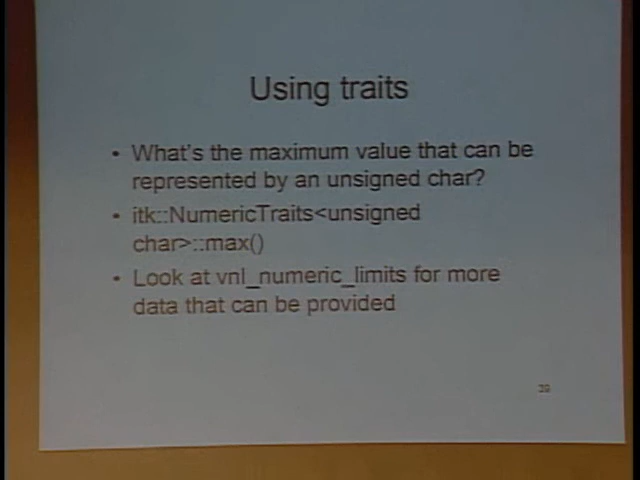 Using traits
• What's the maximum value that can be
represented by an unsigned char?
• itk::NumericTraits<unsigned
char>::max()
• Look at vnl_numeric_limits for more
data that can be provided
39